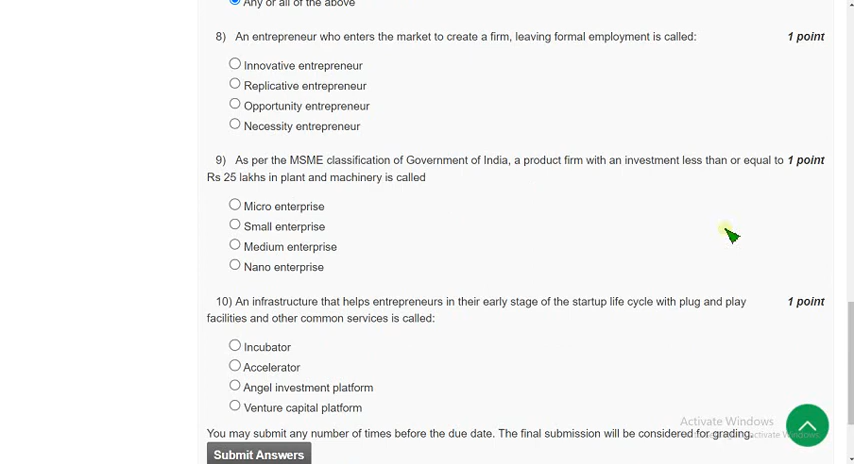 Any or all of the above
8) An entrepreneur who enters the market to create a firm, leaving formal employment is called: 1 point
Innovative entrepreneur
Replicative entrepreneur
Opportunity entrepreneur
Necessity entrepreneur
9) As per the MSME classification of Government of India, a product firm with an investment less than or equal to 1 point
Rs 25 lakhs in plant and machinery is called
Micro enterprise
Small enterprise
Medium enterprise
Nano enterprise
10) An infrastructure that helps entrepreneurs in their early stage of the startup life cycle with plug and play 1 point
facilities and other common services is called:
Incubator
Accelerator
Angel investment platform
Venture capital platform
Activate Windows
You may submit any number of times before the due date. The final submission will be considered for grading. activate Windows.
Submit Answers